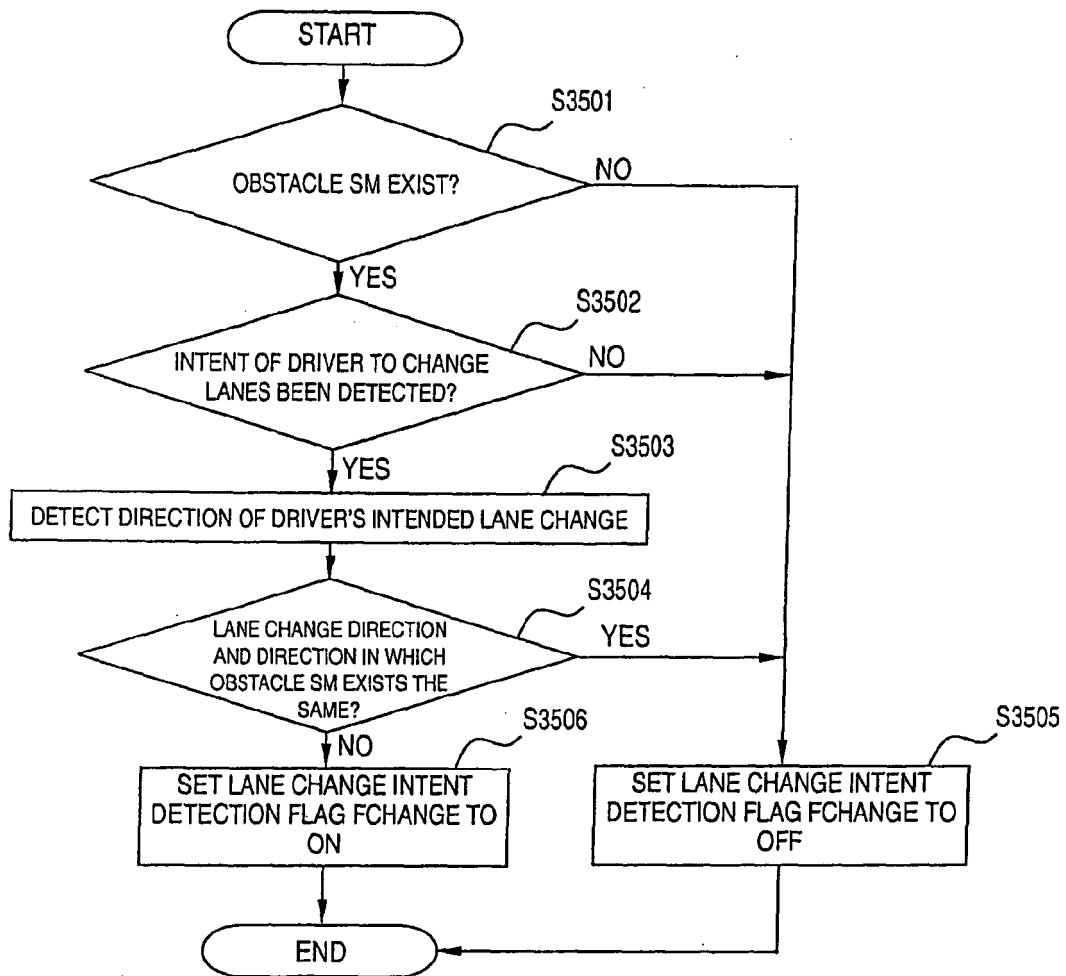 START
S3501
OBSTACLE SM EXIST?
NO
YES
S3502
INTENT OF DRIVER TO CHANGE
LANES BEEN DETECTED?
NO
YES
S3503
DETECT DIRECTION OF DRIVER'S INTENDED LANE CHANGE
S3504
LANE CHANGE DIRECTION
AND DIRECTION IN WHICH
OBSTACLE SM EXISTS THE
SAME?
YES
NO
S3506
SET LANE CHANGE INTENT
DETECTION FLAG FCHANGE TO
ON
S3505
SET LANE CHANGE INTENT
DETECTION FLAG FCHANGE TO
OFF
END